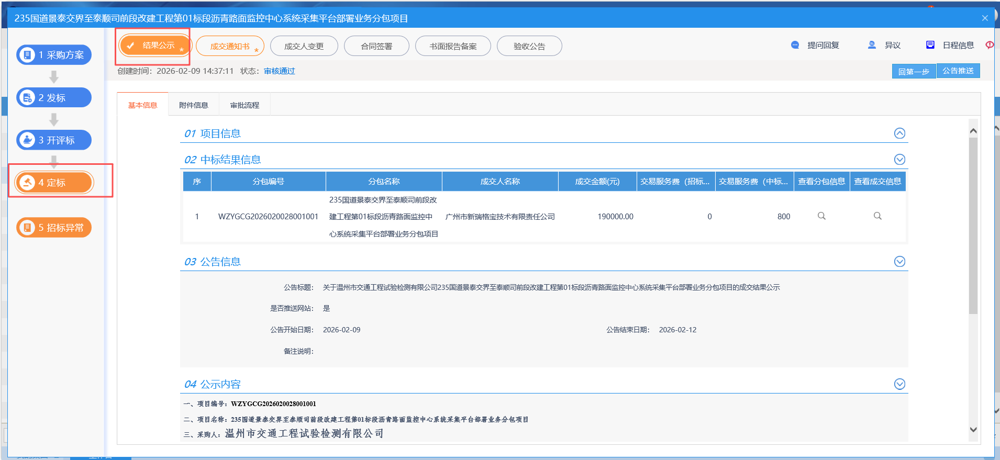 235国道景泰交界至泰顺司前段改建工程第01标段沥青路面监控中心系统采集平台部署业务分包项目
1 采购方案
2 发标
3 开评标
4 定标
5 招标异常
结果公示 *
成交通知书 *
成交人变更
合同签署
书面报告备案
验收公告
提问回复
异议
日程信息
创建时间：2026-02-09 14:37:11 状态：审核通过
回第一步
公告推送
基本信息
附件信息
审批流程
01 项目信息
02 中标结果信息
序 分包编号 分包名称 成交人名称 成交金额(元) 交易服务费（招标... 交易服务费（中标... 查看分包信息 查看成交信息
1 WZYGCG2026020028001001 235国道景泰交界至泰顺司前段改
建工程第01标段沥青路面监控中
心系统采集平台部署业务分包项目 广州市新瑞格宝技术有限责任公司 190000.00 0 800
03 公告信息
公告标题： 关于温州市交通工程试验检测有限公司235国道景泰交界至泰顺司前段改建工程第01标段沥青路面监控中心系统采集平台部署业务分包项目的成交结果公示
是否推送网站： 是
公告开始日期： 2026-02-09 公告结束日期： 2026-02-12
备注说明：
04 公示内容
一、项目编号：WZYGCG2026020028001001
二、项目名称：235国道景泰交界至泰顺司前段改建工程第01标段沥青路面监控中心系统采集平台部署业务分包项目
三、采购人：温州市交通工程试验检测有限公司